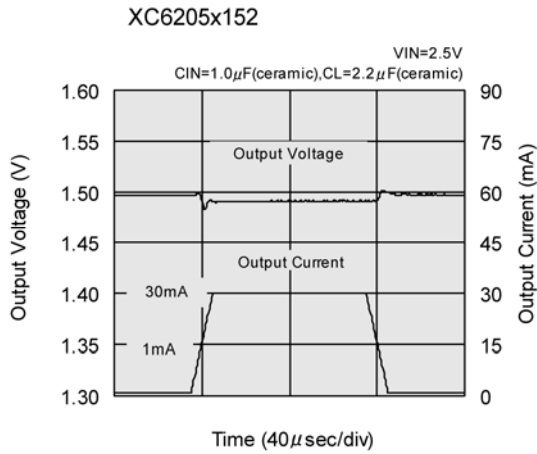 XC6205x152
VIN=2.5V
CIN=1.0μF(ceramic),CL=2.2μF(ceramic)
Output Voltage (V)
1.60
1.55
1.50
1.45
1.40
1.35
1.30
Output Voltage
Output Current
30mA
1mA
90
75
60
45
30
15
0
Output Current (mA)
Time (40μsec/div)